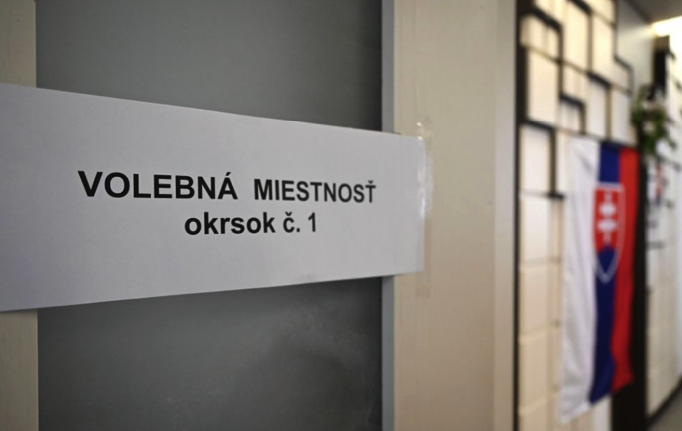 VOLEBNÁ MIESTNOSŤ
okrsok č. 1